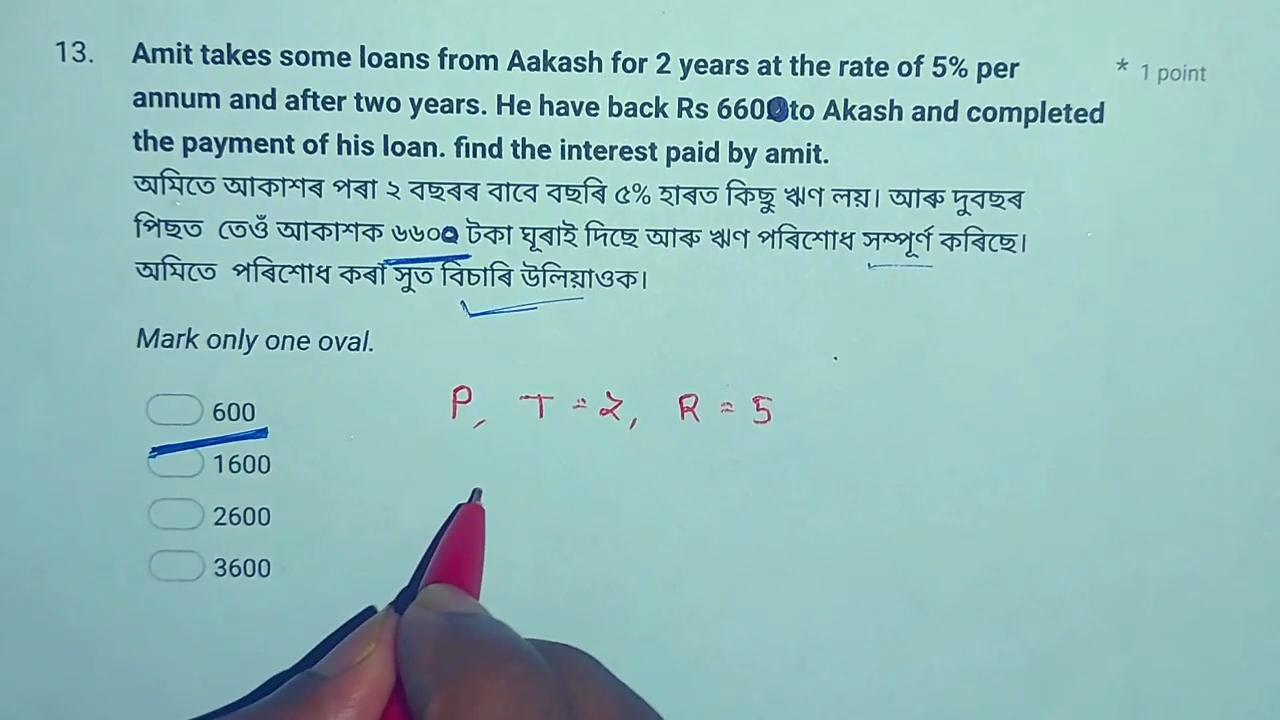 13. Amit takes some loans from Aakash for 2 years at the rate of 5% per * 1 point
annum and after two years. He have back Rs 6600 to Akash and completed
the payment of his loan. find the interest paid by amit.
অমিতে আকাশৰ পৰা ২ বছৰৰ বাবে বছৰি ৫% হাৰত কিছু ঋণ লয়। আৰু দুবছৰ
পিছত তেওঁ আকাশক ৬৬০০ টকা ঘূৰাই দিছে আৰু ঋণ পৰিশোধ সম্পূৰ্ণ কৰিছে।
অমিতে পৰিশোধ কৰা সুত বিচাৰি উলিয়াওক।
Mark only one oval.
600
P, T = 2, R = 5
1600
2600
3600